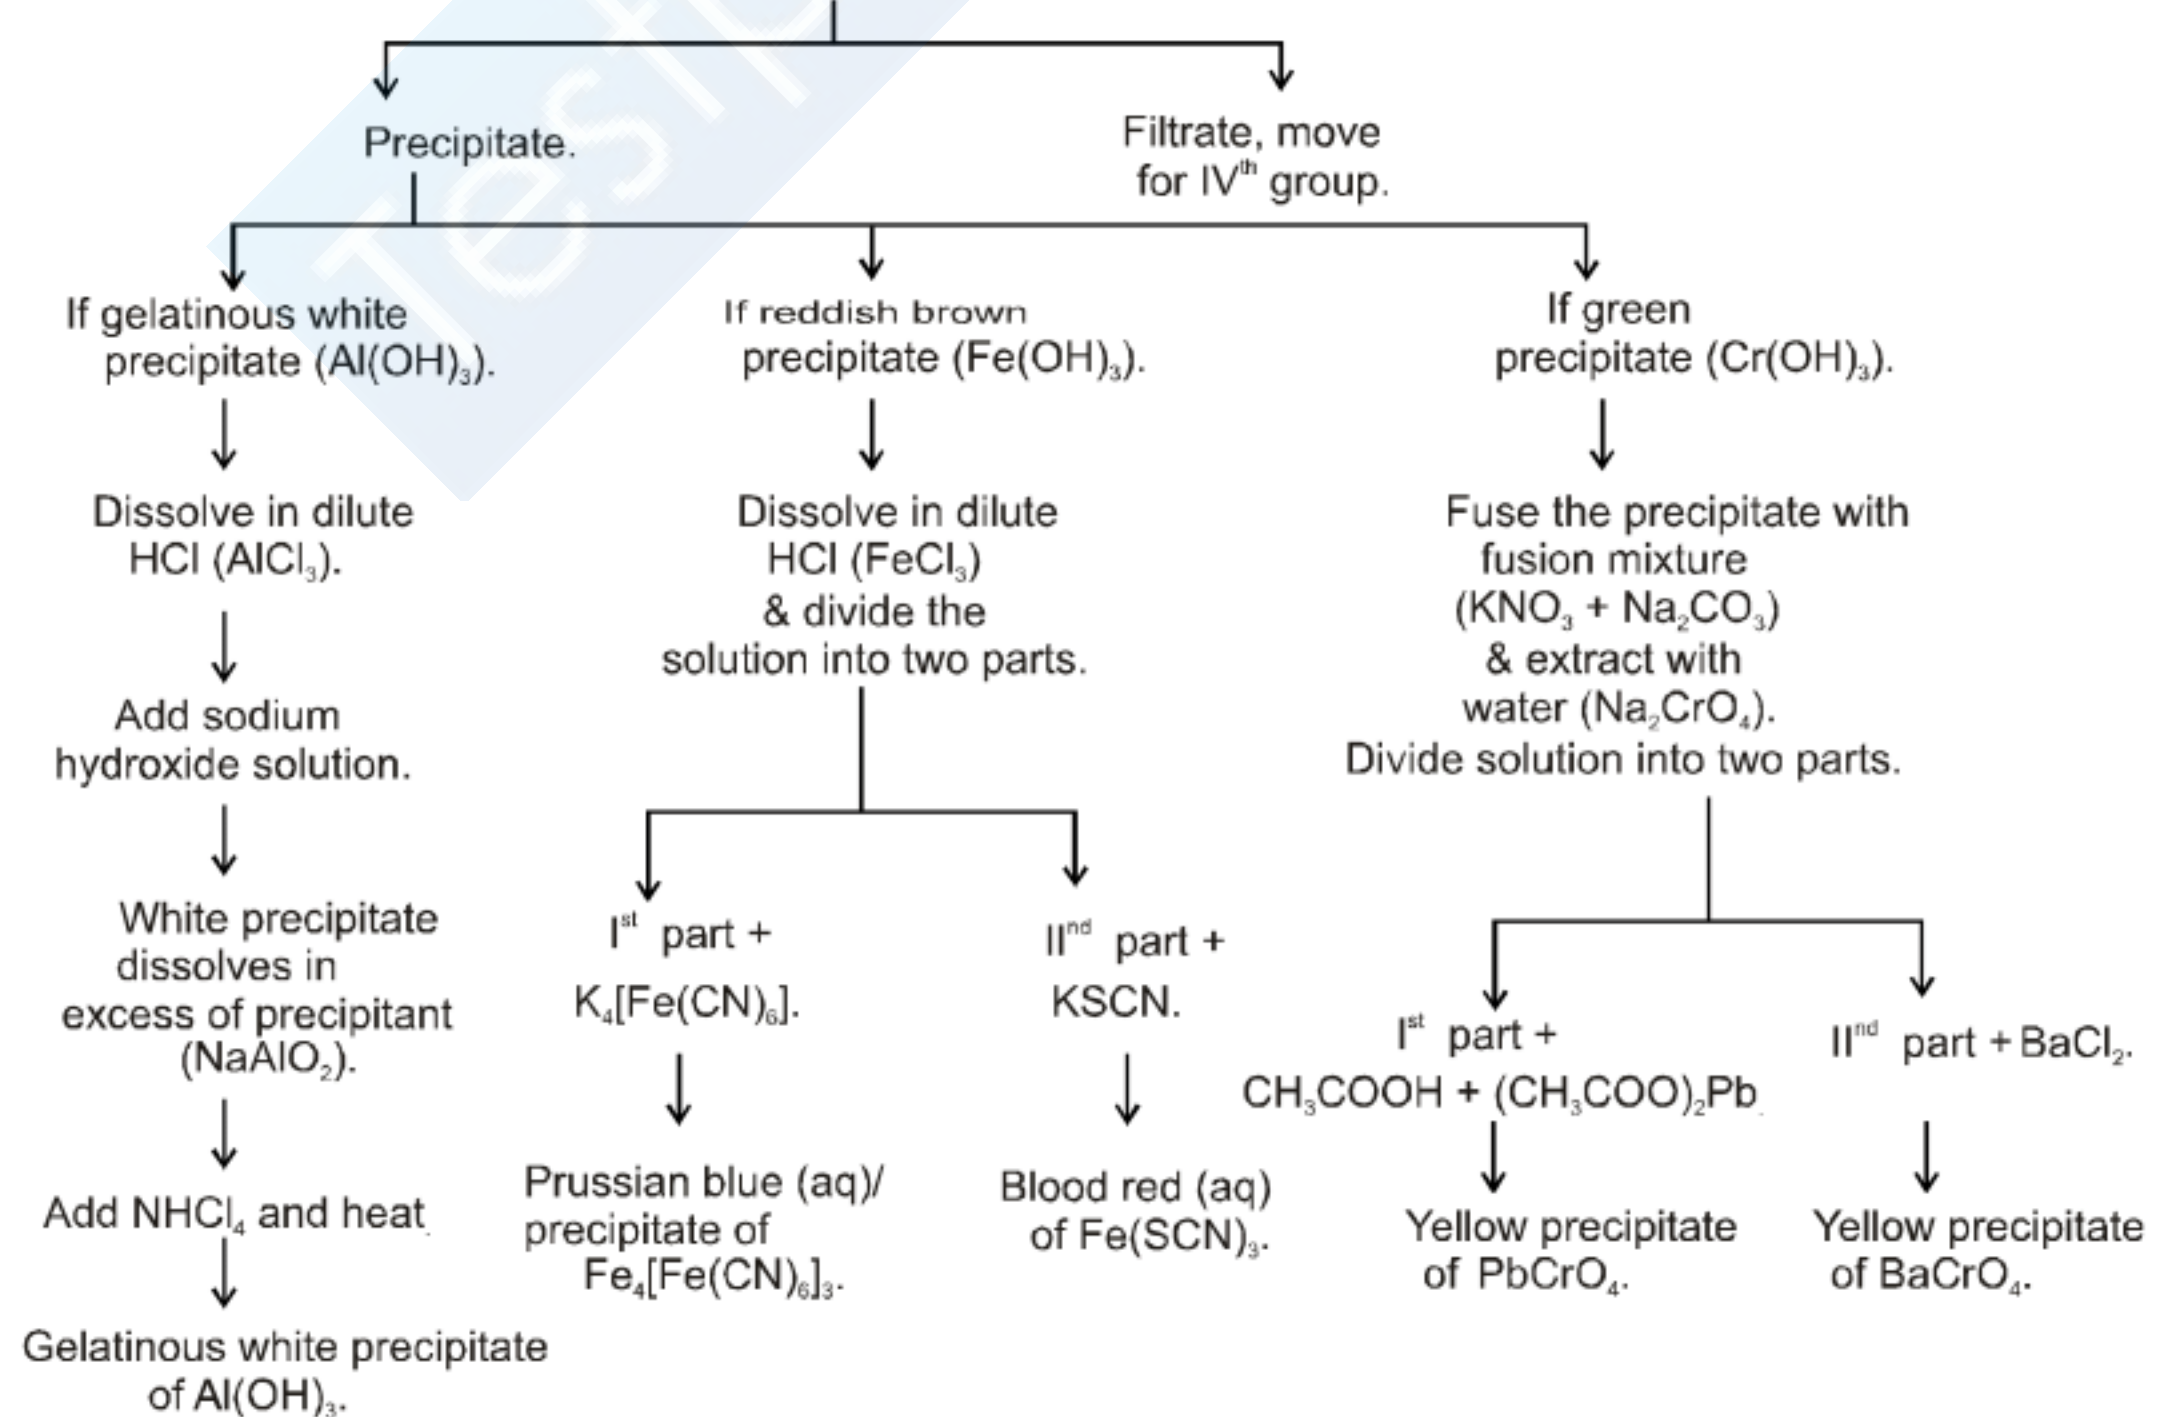 Precipitate.
Filtrate, move
for IVᵗʰ group.
If gelatinous white
precipitate (Al(OH)₃).
If reddish brown
precipitate (Fe(OH)₃).
If green
precipitate (Cr(OH)₃).
Dissolve in dilute
HCl (AlCl₃).
Add sodium
hydroxide solution.
White precipitate
dissolves in
excess of precipitant
(NaAlO₂).
Add NHCl₄ and heat.
Gelatinous white precipitate
of Al(OH)₃.
Dissolve in dilute
HCl (FeCl₃)
& divide the
solution into two parts.
Iˢᵗ part +
K₄[Fe(CN)₆].
Prussian blue (aq)/
precipitate of
Fe₄[Fe(CN)₆]₃.
IIⁿᵈ part +
KSCN.
Blood red (aq)
of Fe(SCN)₃.
Fuse the precipitate with
fusion mixture
(KNO₃ + Na₂CO₃)
& extract with
water (Na₂CrO₄).
Divide solution into two parts.
Iˢᵗ part +
CH₃COOH + (CH₃COO)₂Pb.
Yellow precipitate
of PbCrO₄.
IIⁿᵈ part + BaCl₂.
Yellow precipitate
of BaCrO₄.